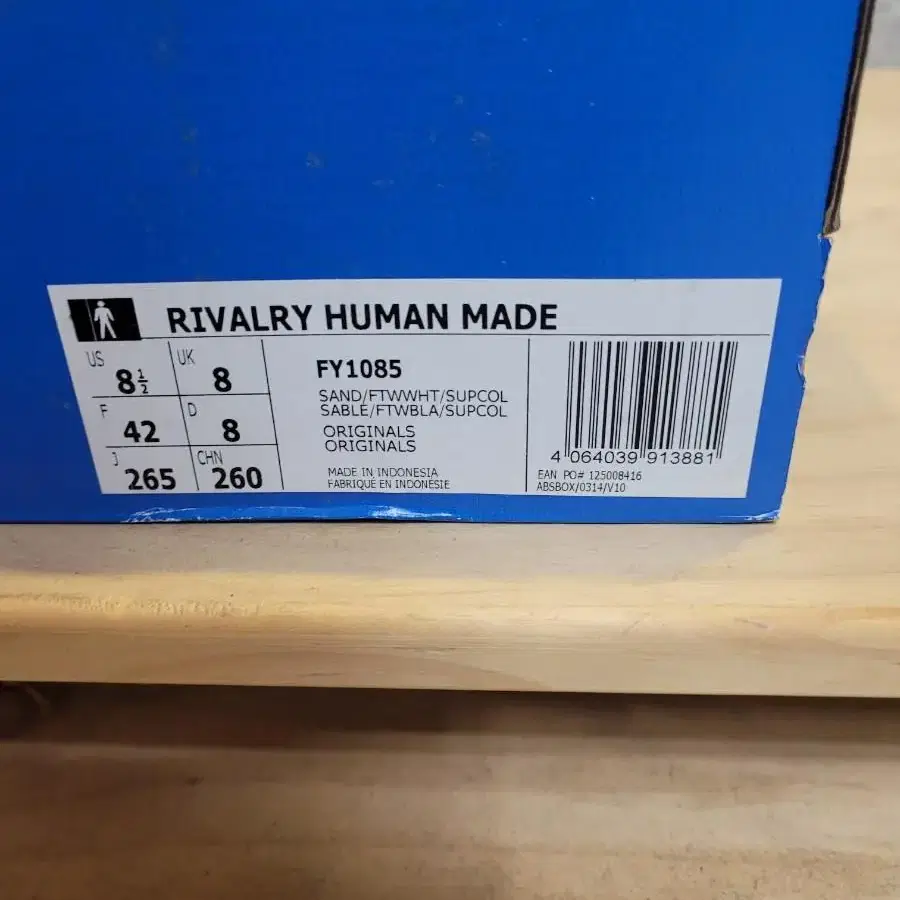 RIVALRY HUMAN MADE
US 8½ UK 8
F 42 D 8
J 265 CHN 260
FY1085
SAND/FTWWHT/SUPCOL
SABLE/FTWBLA/SUPCOL
ORIGINALS
ORIGINALS
MADE IN INDONESIA
FABRIQUÉ EN INDONÉSIE
4 064039 913881
EAN PO# 125008416
ABSBOX/0314/V10